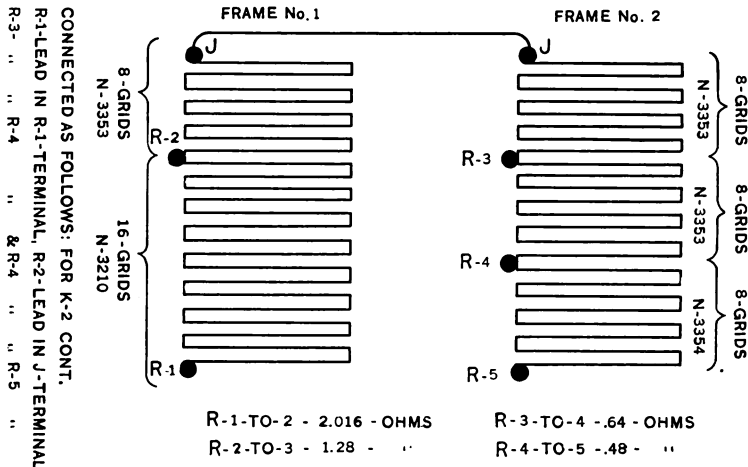 FRAME No. 1
FRAME No. 2
J
J
8-GRIDS
N-3353
R-2
16-GRIDS
N-3210
R-1
R-3
R-4
R-5
8-GRIDS
N-3353
8-GRIDS
N-3353
8-GRIDS
N-3354
R-1-TO-2 - 2.016 - OHMS
R-2-TO-3 - 1.28 - "
R-3-TO-4 -.64 - OHMS
R-4-TO-5 -.48 - "
CONNECTED AS FOLLOWS: FOR K-2 CONT.
R-1-LEAD IN R-1-TERMINAL, R-2-LEAD IN J-TERMINAL
R-3- " " R-4 " & R-4 " " R-5 "